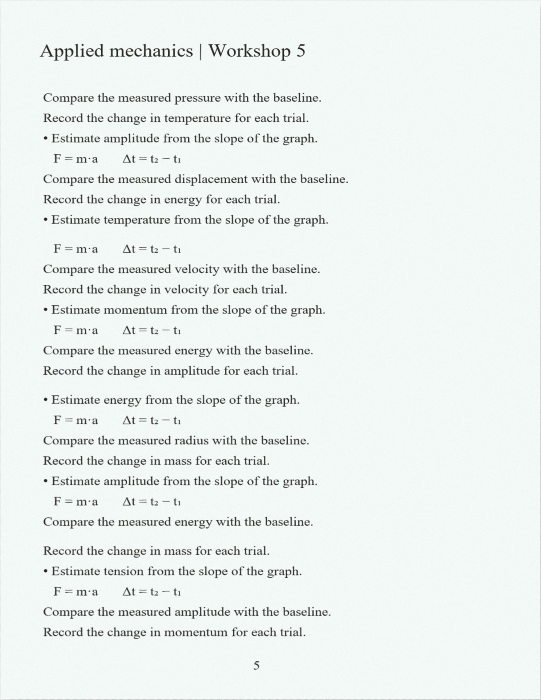 Applied mechanics | Workshop 5
Compare the measured pressure with the baseline.
Record the change in temperature for each trial.
• Estimate amplitude from the slope of the graph.
F = m·a Δt = t₂ − t₁
Compare the measured displacement with the baseline.
Record the change in energy for each trial.
• Estimate temperature from the slope of the graph.
F = m·a Δt = t₂ − t₁
Compare the measured velocity with the baseline.
Record the change in velocity for each trial.
• Estimate momentum from the slope of the graph.
F = m·a Δt = t₂ − t₁
Compare the measured energy with the baseline.
Record the change in amplitude for each trial.
• Estimate energy from the slope of the graph.
F = m·a Δt = t₂ − t₁
Compare the measured radius with the baseline.
Record the change in mass for each trial.
• Estimate amplitude from the slope of the graph.
F = m·a Δt = t₂ − t₁
Compare the measured energy with the baseline.
Record the change in mass for each trial.
• Estimate tension from the slope of the graph.
F = m·a Δt = t₂ − t₁
Compare the measured amplitude with the baseline.
Record the change in momentum for each trial.
5